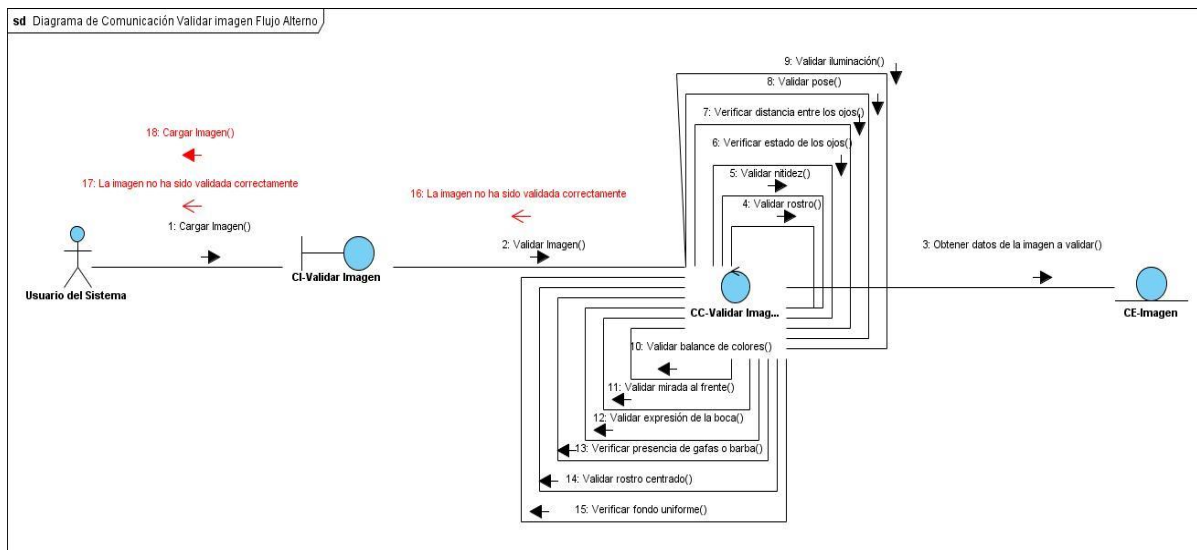 sd Diagrama de Comunicación Validar imagen Flujo Alterno
9: Validar iluminación()
8: Validar pose()
7: Verificar distancia entre los ojos()
6: Verificar estado de los ojos()
5: Validar nitidez()
4: Validar rostro()
18: Cargar Imagen()
17: La imagen no ha sido validada correctamente
16: La imagen no ha sido validada correctamente
1: Cargar Imagen()
2: Validar Imagen()
3: Obtener datos de la imagen a validar()
Usuario del Sistema
CI-Validar Imagen
CC-Validar Imag...
CE-Imagen
10: Validar balance de colores()
11: Validar mirada al frente()
12: Validar expresión de la boca()
13: Verificar presencia de gafas o barba()
14: Validar rostro centrado()
15: Verificar fondo uniforme()